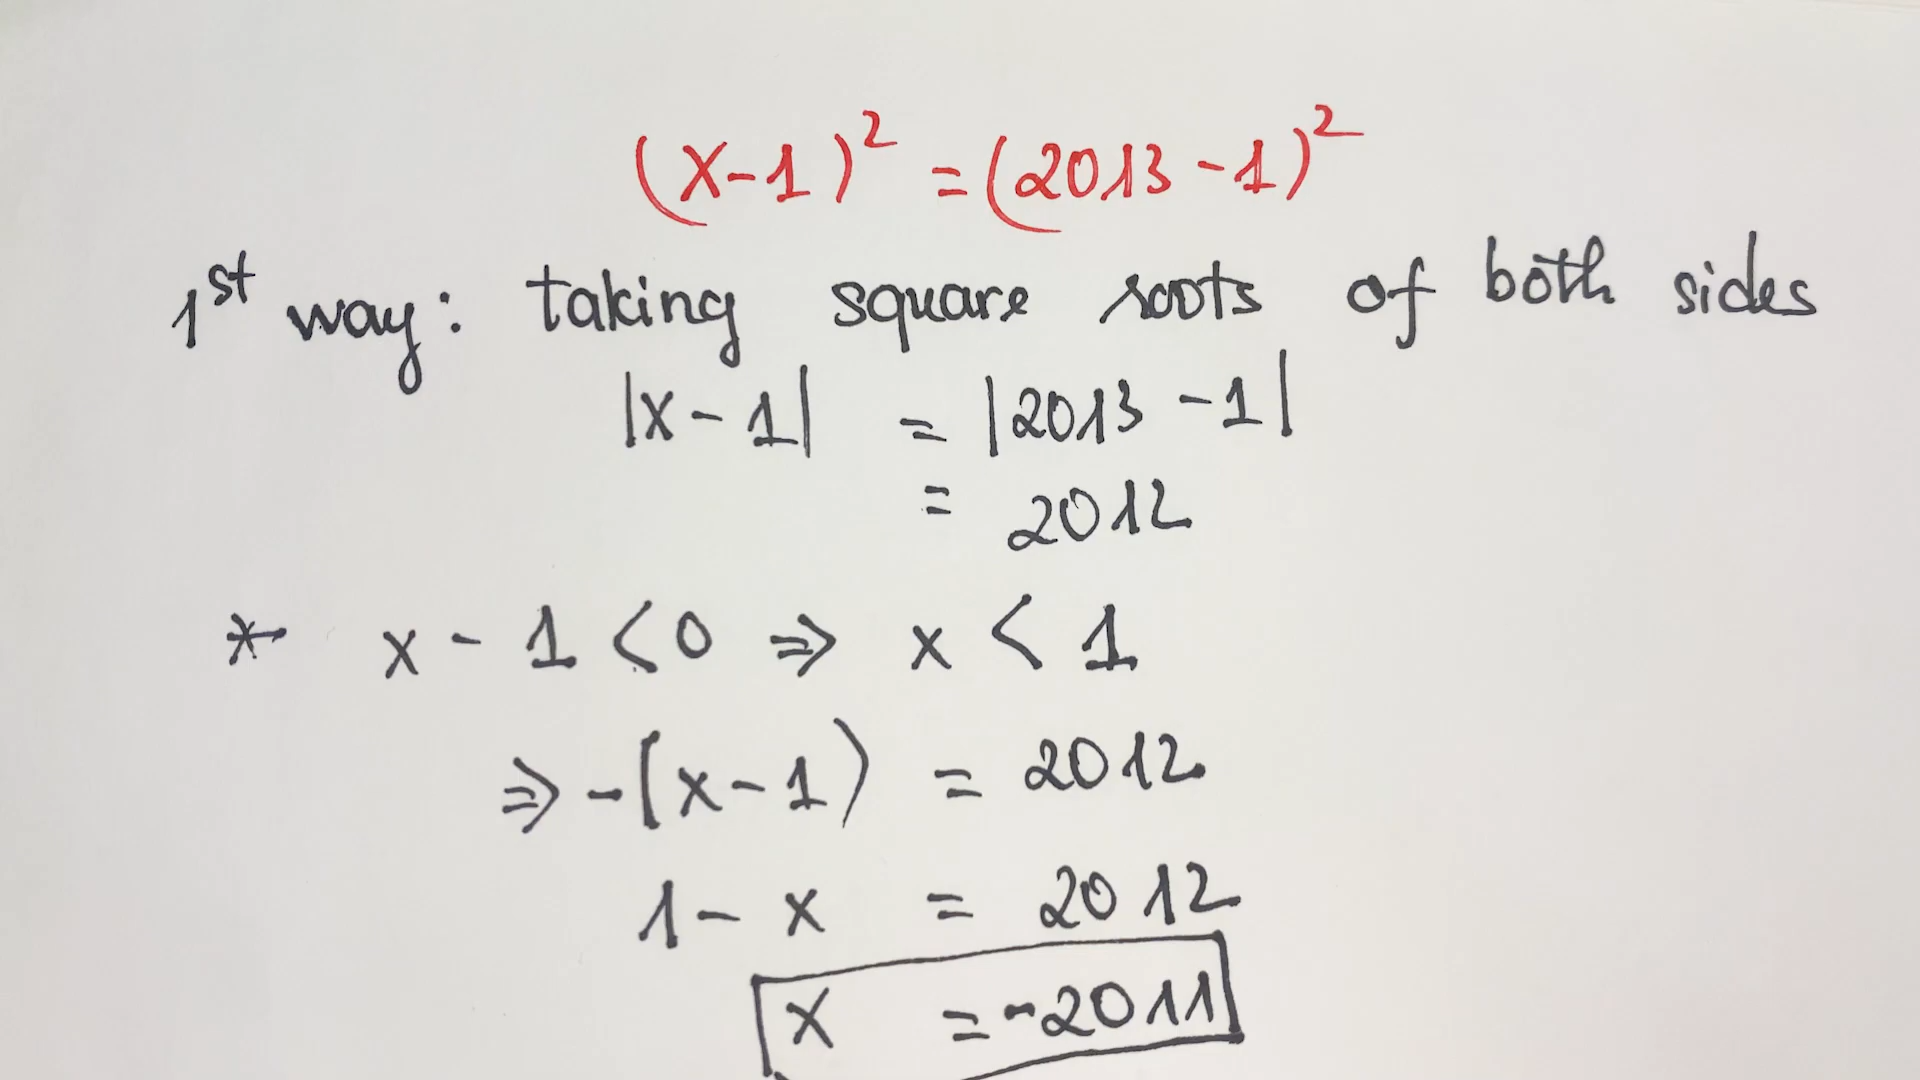 (x-1)² = (2013-1)²
1st way: taking square roots of both sides
|x-1| = |2013-1|
= 2012
* x-1<0 ⇒ x<1
⇒ -(x-1) = 2012
1-x = 2012
x = -2011